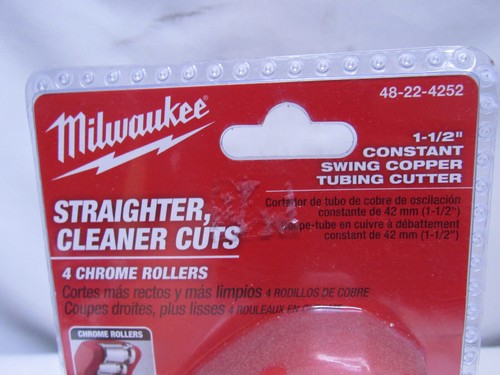 48-22-4252
Milwaukee
1-1/2"
CONSTANT
SWING COPPER
TUBING CUTTER
Cortador de tubo de cobre de oscilación
constante de 42 mm (1-1/2")
en cuivre à débattement
constant de 42 mm (1-1/2")
STRAIGHTER,
CLEANER CUTS
4 CHROME ROLLERS
Cortes más rectos y más limpios 4 RODILLOS DE COBRE
Coupes droites, plus lisses 4 ROULEAUX EN
CHROME ROLLERS